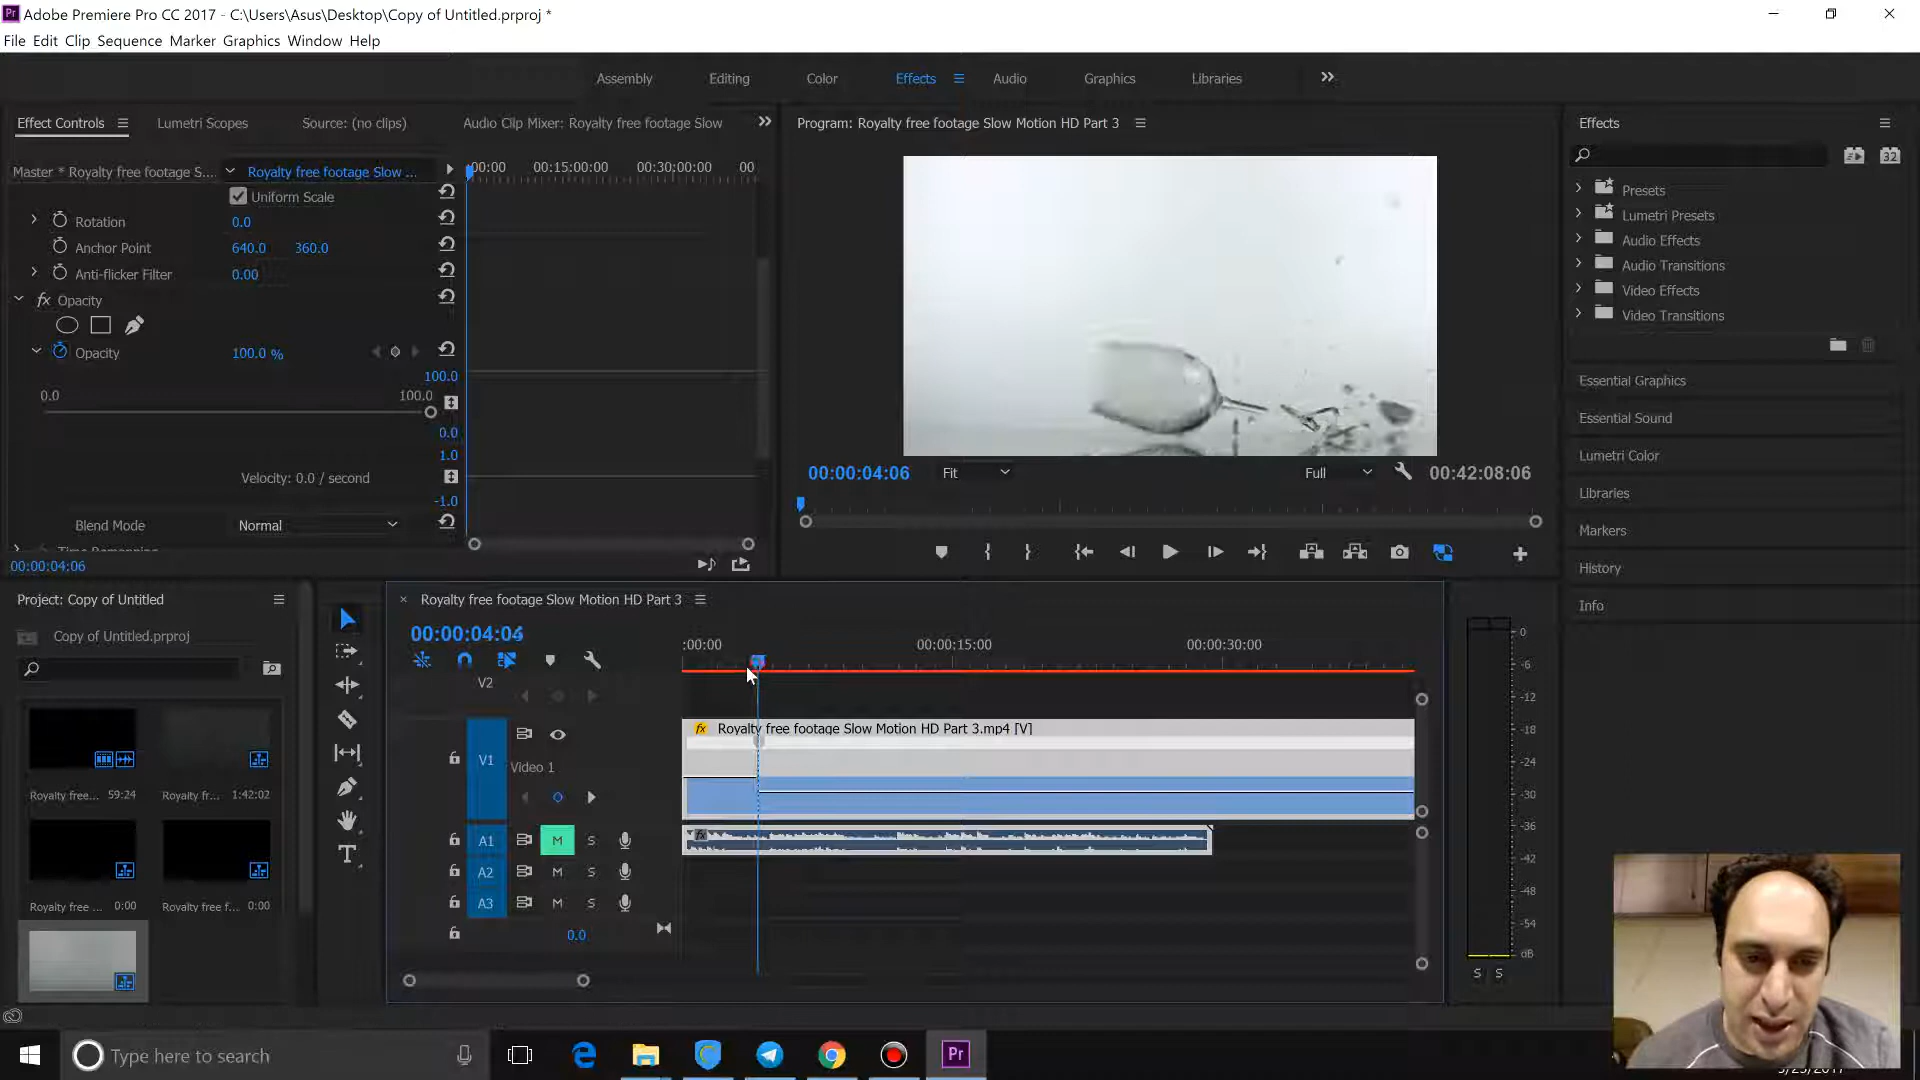 Adobe Premiere Pro CC 2017 - C:\Users\Asus\Desktop\Copy of Untitled.prproj *
File Edit Clip Sequence Marker Graphics Window Help
Assembly Editing Color Effects Audio Graphics Libraries
Effect Controls Lumetri Scopes Source: (no clips) Audio Clip Mixer: Royalty free footage Slow
Program: Royalty free footage Slow Motion HD Part 3
Effects
Master * Royalty free footage S.... Royalty free footage Slow ...
:00:00 00:15:00:00 00:30:00:00 00
Uniform Scale
Rotation 0.0
Anchor Point 640.0 360.0
Anti-flicker Filter 0.00
Opacity
Opacity 100.0 %
100.0
0.0 100.0
0.0
1.0
Velocity: 0.0 / second
-1.0
Blend Mode Normal
Time Remapping
00:00:04:06
00:00:04:06 Fit Full 00:42:08:06
32
Presets
Lumetri Presets
Audio Effects
Audio Transitions
Video Effects
Video Transitions
Essential Graphics
Essential Sound
Lumetri Color
Libraries
Markers
History
Info
Project: Copy of Untitled
Copy of Untitled.prproj
Royalty free... 59:24
Royalty fr... 1:42:02
Royalty free ... 0:00
Royalty free f... 0:00
Royalty free footage Slow Motion HD Part 3
:00:00 00:00:15:00 00:00:30:00
V2
Royalty free footage Slow Motion HD Part 3.mp4 [V]
fx
V1
Video 1
A1 M S
A2 M S
A3 M S
0.0
0
-6
-12
-18
-24
-30
-36
-42
-48
-54
dB
S S
Type here to search
Pr